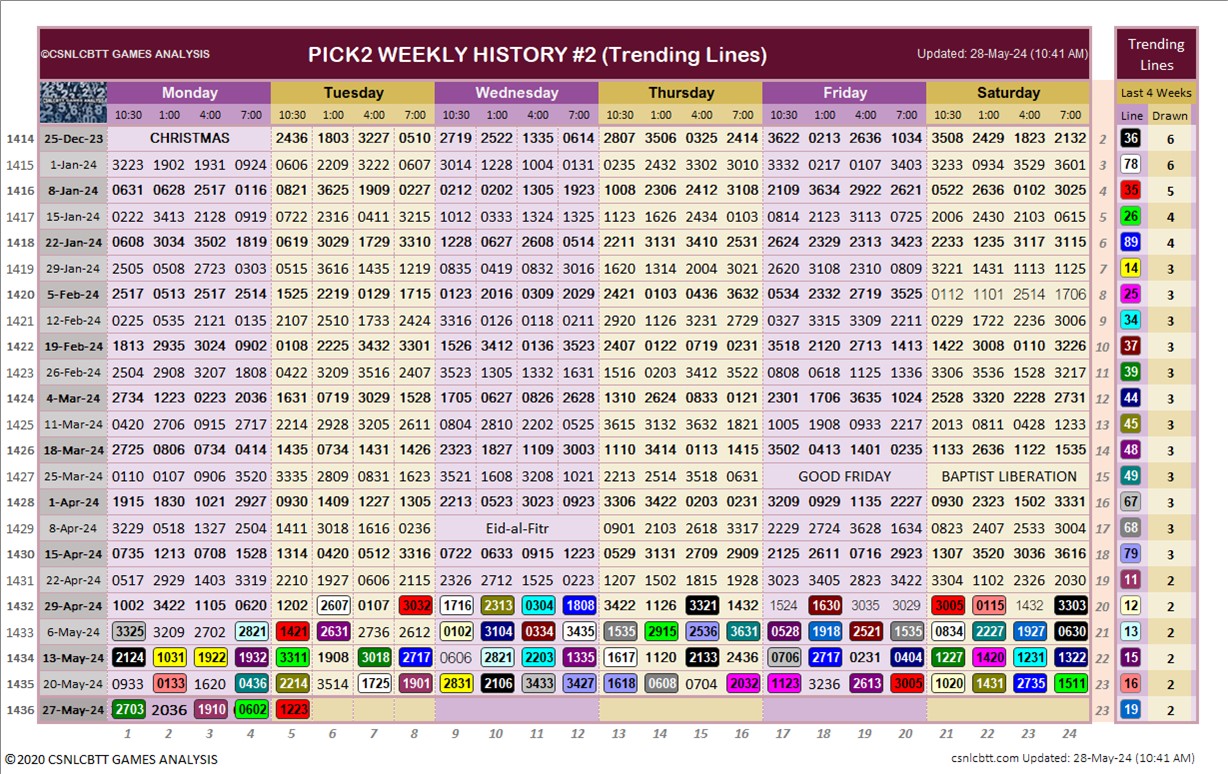 ©CSNLCBTT GAMES ANALYSIS PICK2 WEEKLY HISTORY #2 (Trending Lines) Updated: 28-May-24 (10:41 AM) Trending Lines
Monday Tuesday Wednesday Thursday Friday Saturday Last 4 Weeks
10:30 1:00 4:00 7:00 10:30 1:00 4:00 7:00 10:30 1:00 4:00 7:00 10:30 1:00 4:00 7:00 10:30 1:00 4:00 7:00 10:30 1:00 4:00 7:00 Line Drawn
1414 25-Dec-23 CHRISTMAS 2436 1803 3227 0510 2719 2522 1335 0614 2807 3506 0325 2414 3622 0213 2636 1034 3508 2429 1823 2132 2 36 6
1415 1-Jan-24 3223 1902 1931 0924 0606 2209 3222 0607 3014 1228 1004 0131 0235 2432 3302 3010 3332 0217 0107 3403 3233 0934 3529 3601 3 78 6
1416 8-Jan-24 0631 0628 2517 0116 0821 3625 1909 0227 0212 0202 1305 1923 1008 2306 2412 3108 2109 3634 2922 2621 0522 2636 0102 3025 4 35 5
1417 15-Jan-24 0222 3413 2128 0919 0722 2316 0411 3215 1012 0333 1324 1325 1123 1626 2434 0103 0814 2123 3113 0725 2006 2430 2103 0615 5 26 4
1418 22-Jan-24 0608 3034 3502 1819 0619 3029 1729 3310 1228 0627 2608 0514 2211 3131 3410 2531 2624 2329 2313 3423 2233 1235 3117 3115 6 89 4
1419 29-Jan-24 2505 0508 2723 0303 0515 3616 1435 1219 0835 0419 0832 3016 1620 1314 2004 3021 2620 3108 2310 0809 3221 1431 1113 1125 7 14 3
1420 5-Feb-24 2517 0513 2517 2514 1525 2219 0129 1715 0123 2016 0309 2029 2421 0103 0436 3632 0534 2332 2719 3525 0112 1101 2514 1706 8 25 3
1421 12-Feb-24 0225 0535 2121 0135 2107 2510 1733 2424 3316 0126 0118 0211 2920 1126 3231 2729 0327 3315 3309 2211 0229 1722 2236 3006 9 34 3
1422 19-Feb-24 1813 2935 3024 0902 0108 2225 3432 3301 1526 3412 0136 3523 2407 0122 0719 0231 3518 2120 2713 1413 1422 3008 0110 3226 10 37 3
1423 26-Feb-24 2504 2908 3207 1808 0422 3209 3516 2407 3523 1305 1332 1631 1516 0203 3412 3522 0808 0618 1125 1336 3306 3536 1528 3217 11 39 3
1424 4-Mar-24 2734 1223 0223 2036 1631 0719 3029 1528 1705 0627 0826 2628 1310 2624 0833 0121 2301 1706 3635 1024 2508 3320 2228 2731 12 44 3
1425 11-Mar-24 0420 2706 0915 2717 2214 2928 3205 2611 0804 2810 2202 0525 3615 3132 3632 1821 1005 1908 0933 2217 2013 0811 0428 1233 13 45 3
1426 18-Mar-24 2725 0806 0734 0414 1435 0734 1431 1426 2323 1827 1109 3003 1110 3414 0113 1415 3502 0413 1401 0235 1133 2636 1122 1535 14 48 3
1427 25-Mar-24 0110 0107 0906 3520 3335 2809 0831 1623 3521 1608 3208 1021 2213 2514 3518 0631 GOOD FRIDAY BAPTIST LIBERATION 15 49 3
1428 1-Apr-24 1915 1830 1021 2927 0930 1409 1227 1305 2213 0523 3023 0923 3306 3422 0203 0231 3209 0929 1135 2227 0930 2323 1502 3331 16 67 3
1429 8-Apr-24 3229 0518 1327 2504 1411 3018 1616 0236 Eid-al-Fitr 0901 2103 2618 3317 2229 2724 3628 1634 0823 2407 2533 3004 17 68 3
1430 15-Apr-24 0735 1213 0708 1528 1314 0420 0512 3316 0722 0633 0915 1223 0529 3131 2709 2909 2125 2611 0716 2923 1307 3520 3036 3616 18 79 3
1431 22-Apr-24 0517 2929 1403 3319 2210 1927 0606 2115 2326 2712 1525 0223 1207 1502 1815 1928 3023 3405 2823 3422 3304 1102 2326 2030 19 11 2
1432 29-Apr-24 1002 3422 1105 0620 1202 2607 0107 3032 1716 2313 0304 1808 3422 1126 3321 1432 1524 1630 3035 3029 3005 0115 1432 3303 20 12 2
1433 6-May-24 3325 3209 2702 2821 1421 2631 2736 2612 0102 3104 0334 3435 1535 2915 2536 3631 0528 1918 2521 1535 0834 2227 1927 0630 21 13 2
1434 13-May-24 2124 1031 1922 1932 3311 1908 3018 2717 0606 2821 2203 1335 1617 1120 2133 2436 0706 2717 0231 0404 1227 1420 1231 1322 22 15 2
1435 20-May-24 0933 0133 1620 0436 2214 3514 1725 1901 2831 2106 3433 3427 1618 0608 0704 2032 1123 3236 2613 3005 1020 1431 2735 1511 23 16 2
1436 27-May-24 2703 2036 1910 0602 1223 23 19 2
1 2 3 4 5 6 7 8 9 10 11 12 13 14 15 16 17 18 19 20 21 22 23 24
©2020 CSNLCBTT GAMES ANALYSIS csnlcbtt.com Updated: 28-May-24 (10:41 AM)